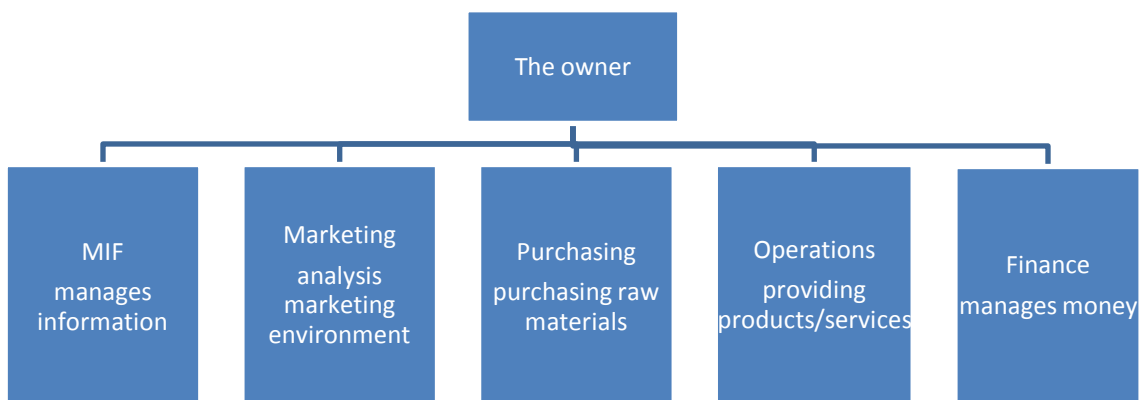 The owner
MIF
manages
information
Marketing
analysis
marketing
environment
Purchasing
purchasing raw
materials
Operations
providing
products/services
Finance
manages money